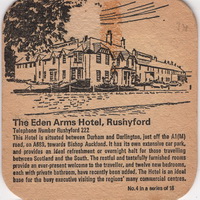 The Eden Arms Hotel, Rushyford
Telephone Number Rushyford 222
This Hotel is situated between Durham and Darlington, just off the A1(M)
road, on A689, towards Bishop Auckland. It has its own extensive car park,
and provides an ideal refreshment or overnight halt for those travelling
between Scotland and the South. The restful and tastefully furnished rooms
provide an ever-present welcome to the traveller, and twelve new bedrooms,
each with private bathroom, have recently been added. The Hotel is an ideal
base for the busy executive visiting the regions' many commercial centres.
No.4 in a series of 18